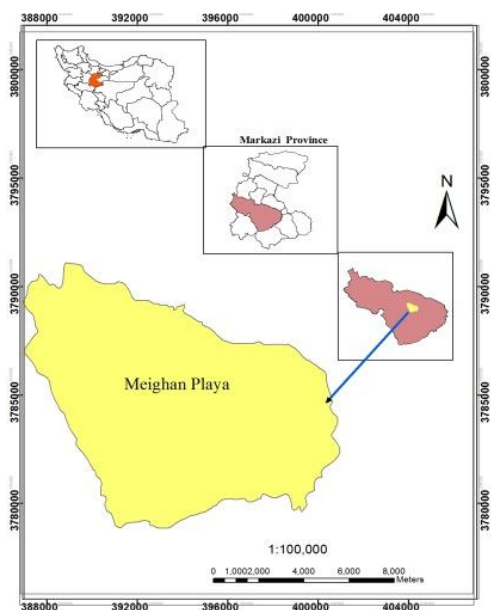 388000 392000 396000 400000 404000
3800000 3800000
Markazi Province
3795000 3795000
N
3790000 3790000
Meighan Playa
3785000 3785000
3780000 3780000
1:100,000
0 1,0002,000 4,000 6,000 8,000
Meters
388000 392000 396000 400000 404000